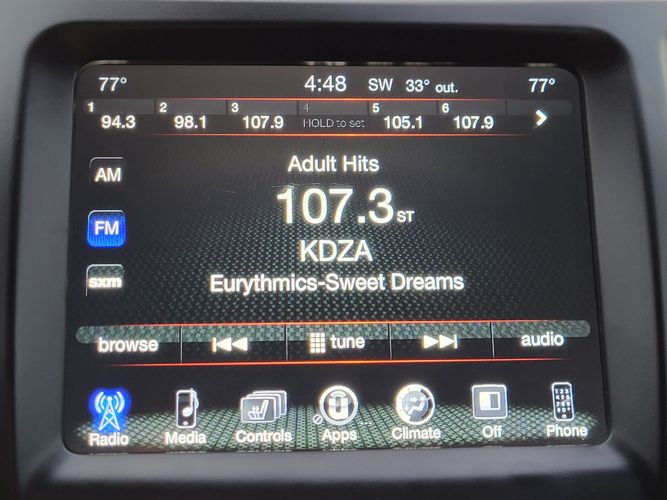 77° 4:48 SW 33° out. 77°
1 2 3 4 5 6
94.3 98.1 107.9 HOLD to set 105.1 107.9
Adult Hits
AM
107.3 ST
FM
KDZA
sxm
Eurythmics-Sweet Dreams
browse tune audio
Radio Media Controls Apps Climate Off Phone